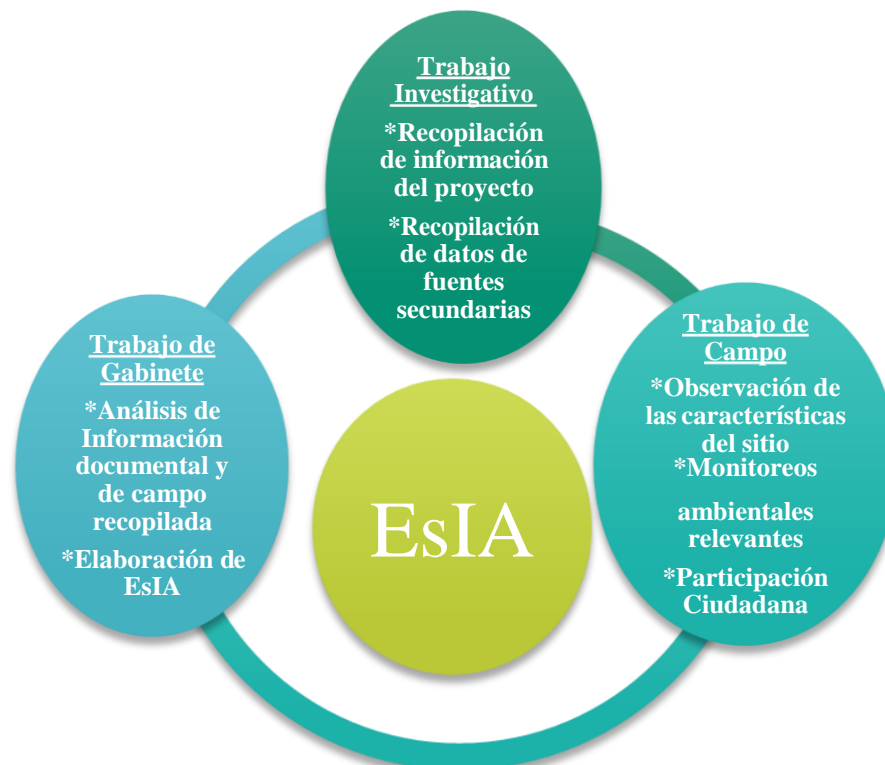 Trabajo
Investigativo
*Recopilación
de información
del proyecto
*Recopilación
de datos de
fuentes
secundarias
Trabajo de
Gabinete
*Análisis de
Información
documental y
de campo
recopilada
*Elaboración de
EsIA
EsIA
Trabajo de
Campo
*Observación de
las características
del sitio
*Monitoreos
ambientales
relevantes
*Participación
Ciudadana